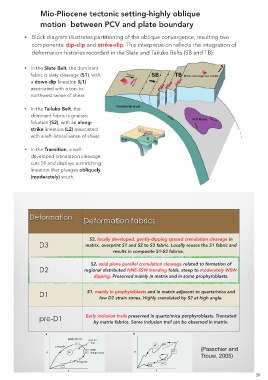 Mio-Pliocene tectonic setting-highly oblique
motion between PCV and plate boundary
• Block diagram illustrates partitioning of the oblique convergence, resulting two
components: dip-slip and strike-slip. This interpretation reflects the integration of
deformation histories recorded in the Slate and Tailuko Belts (SB and TB).
• In the Slate Belt, the dominant
fabric is slaty cleavage (S1), with
a down-dip lineation (L1)
associated with a top-to-
northwest sense of shear.
• In the Tailuko Belt, the
dominant fabric is gneissic
foliation (S2), with an along-
strike lineation (L2) associated
with a left-lateral sense of shear.
• In the Transition, a well-
developed crenulation cleavage
cuts S1 and displays a stretching
lineation that plunges obliquely
(moderately) south
SB
TB
Deformation
Deformation fabrics
D3
S3, locally developed, gently-dipping spaced crenulation cleavage in
matrix, overprint S1 and S2 to S3 fabric. Locally reuses the S1 fabric and
results in composite S1-S3 fabrics.
D2
S2, axial plane-parallel crenulation cleavage related to formation of
regional distributed NNE-SSW trending folds, steep to moderately WSW-
dipping. Preserved mainly in matrix and in some porphyroblasts.
D1
S1, mainly in porphyroblasts and in matrix adjacent to quartz/mica and
low D2 strain zones. Highly crenulated by S2 at high angle.
pre-D1
Early inclusion trails preserved in quartz/mica porphyroblasts. Truncated
by matrix fabrics. Some inclusion trail can be observed in matrix.
(Passchier and
Trouw, 2005)
26